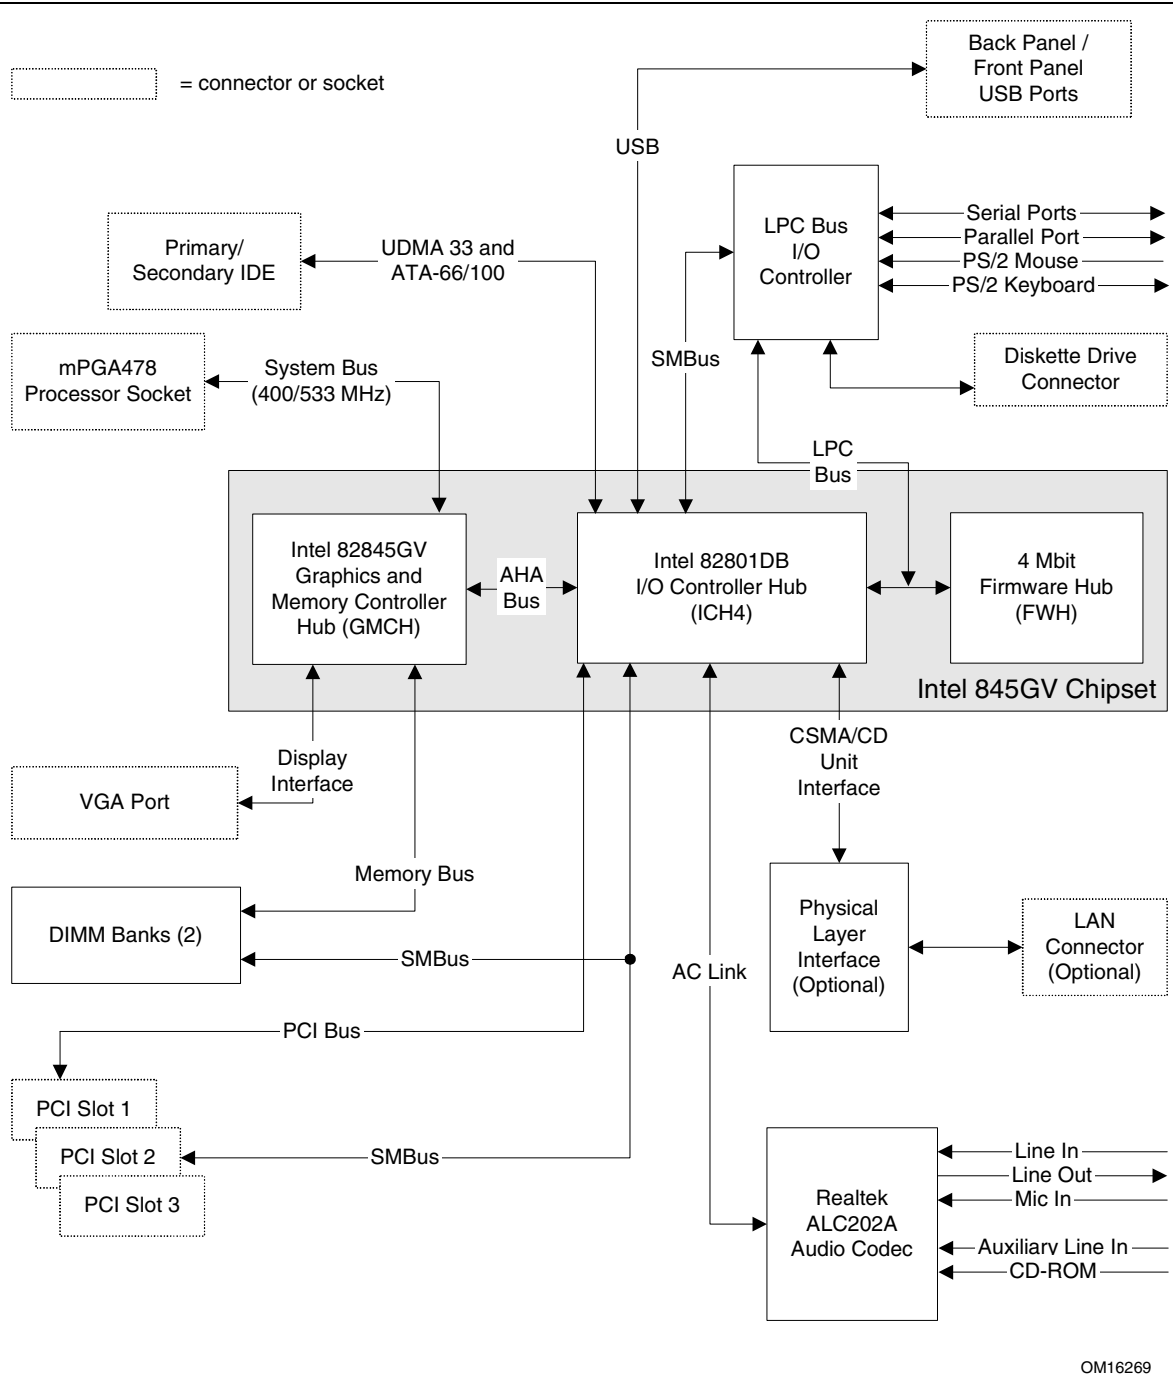 Back Panel /
Front Panel
USB Ports
= connector or socket
USB
LPC Bus
I/O
Controller
Serial Ports
Parallel Port
PS/2 Mouse
PS/2 Keyboard
Primary/
Secondary IDE
UDMA 33 and
ATA-66/100
mPGA478
Processor Socket
System Bus
(400/533 MHz)
SMBus
Diskette Drive
Connector
LPC
Bus
Intel 82845GV
Graphics and
Memory Controller
Hub (GMCH)
AHA
Bus
Intel 82801DB
I/O Controller Hub
(ICH4)
4 Mbit
Firmware Hub
(FWH)
Intel 845GV Chipset
CSMA/CD
Unit
Interface
Display
Interface
VGA Port
Memory Bus
DIMM Banks (2)
SMBus
AC Link
Physical
Layer
Interface
(Optional)
LAN
Connector
(Optional)
PCI Bus
PCI Slot 1
PCI Slot 2
PCI Slot 3
SMBus
Realtek
ALC202A
Audio Codec
Line In
Line Out
Mic In
Auxiliary Line In
CD-ROM
OM16269